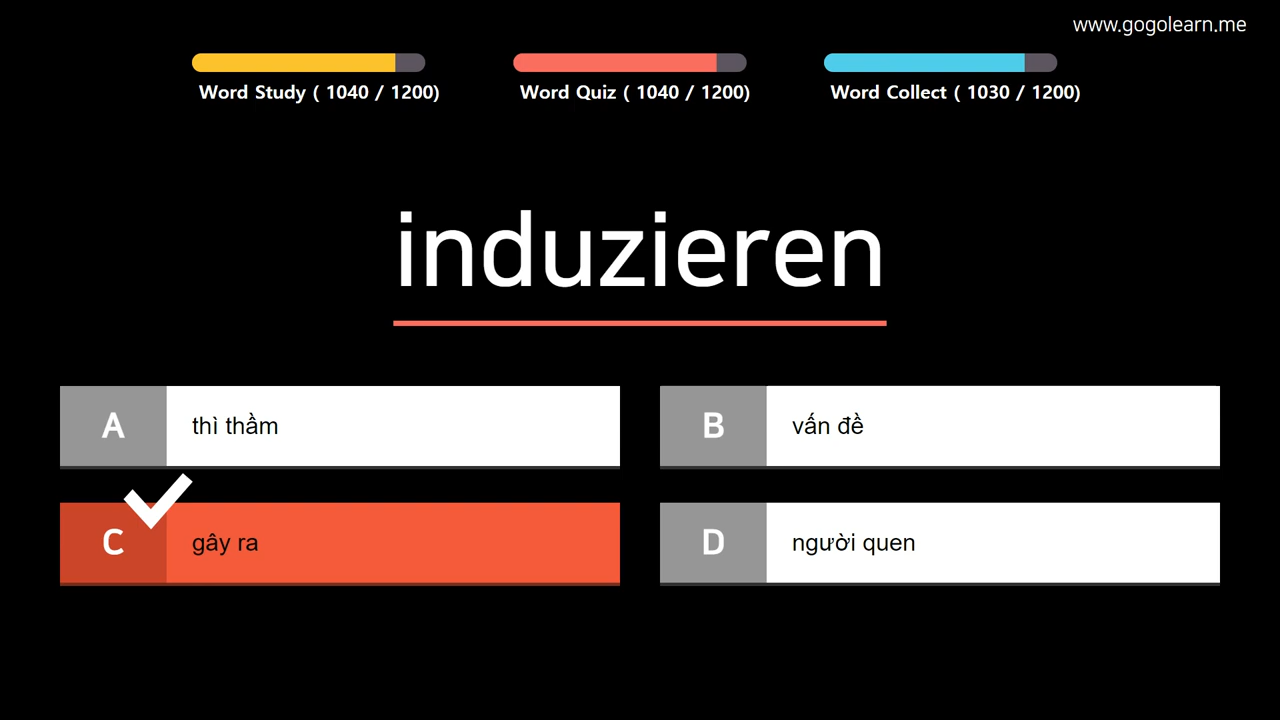 www.gogolearn.me
Word Study ( 1040 / 1200)
Word Quiz ( 1040 / 1200)
Word Collect ( 1030 / 1200)
induzieren
A
thì thầm
B
vấn đề
C
gây ra
D
người quen